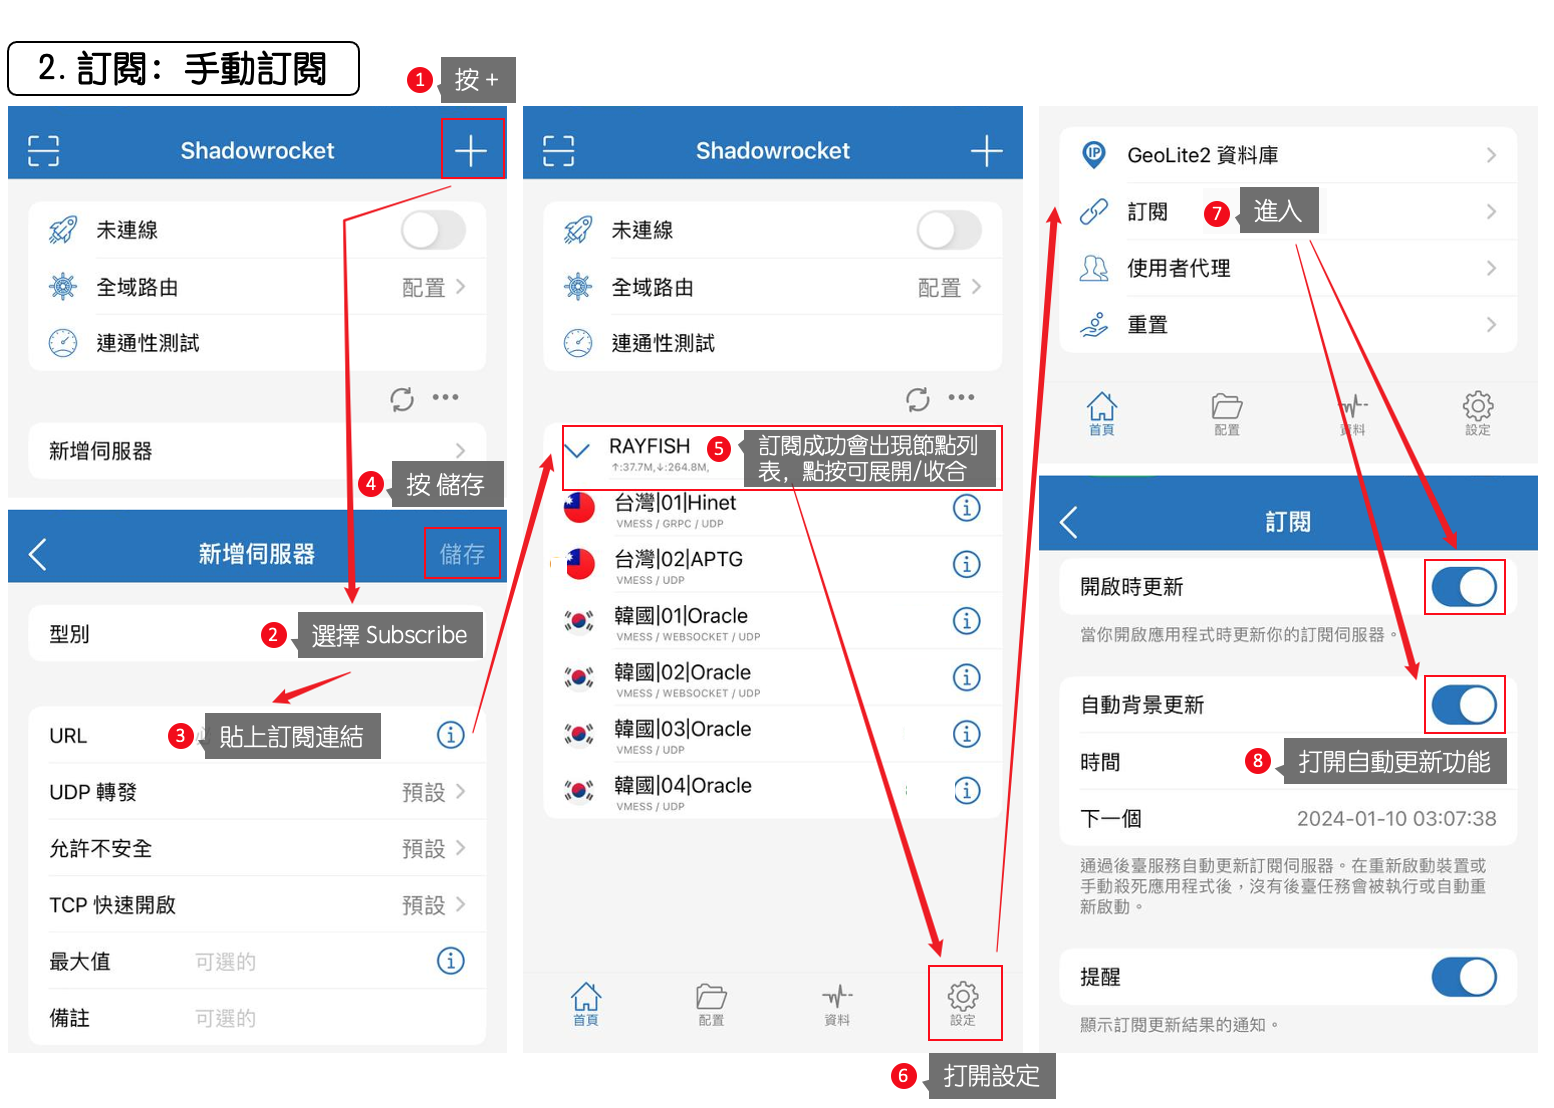 2. 訂閱：手動訂閱
1 按 +
Shadowrocket
未連線
全域路由 配置
連通性測試
新增伺服器
4 按 儲存
新增伺服器 儲存
型別
2 選擇 Subscribe
URL
3 貼上訂閱連結
UDP 轉發 預設
允許不安全 預設
TCP 快速開啟 預設
最大值 可選的
備註 可選的
Shadowrocket
未連線
全域路由 配置
連通性測試
RAYFISH
↑:37.7M,↓:264.8M,
5 訂閱成功會出現節點列
表，點按可展開/收合
台灣|01|Hinet
VMESS / GRPC / UDP
台灣|02|APTG
VMESS / UDP
韓國|01|Oracle
VMESS / WEBSOCKET / UDP
韓國|02|Oracle
VMESS / WEBSOCKET / UDP
韓國|03|Oracle
VMESS / UDP
韓國|04|Oracle
VMESS / UDP
首頁 配置 資料 設定
6 打開設定
IP GeoLite2 資料庫
訂閱
7 進入
使用者代理
重置
首頁 配置 資料 設定
訂閱
開啟時更新
當你開啟應用程式時更新你的訂閱伺服器。
自動背景更新
時間
8 打開自動更新功能
下一個 2024-01-10 03:07:38
通過後臺服務自動更新訂閱伺服器。在重新啟動裝置或
手動殺死應用程式後，沒有後臺任務會被執行或自動重
新啟動。
提醒
顯示訂閱更新結果的通知。